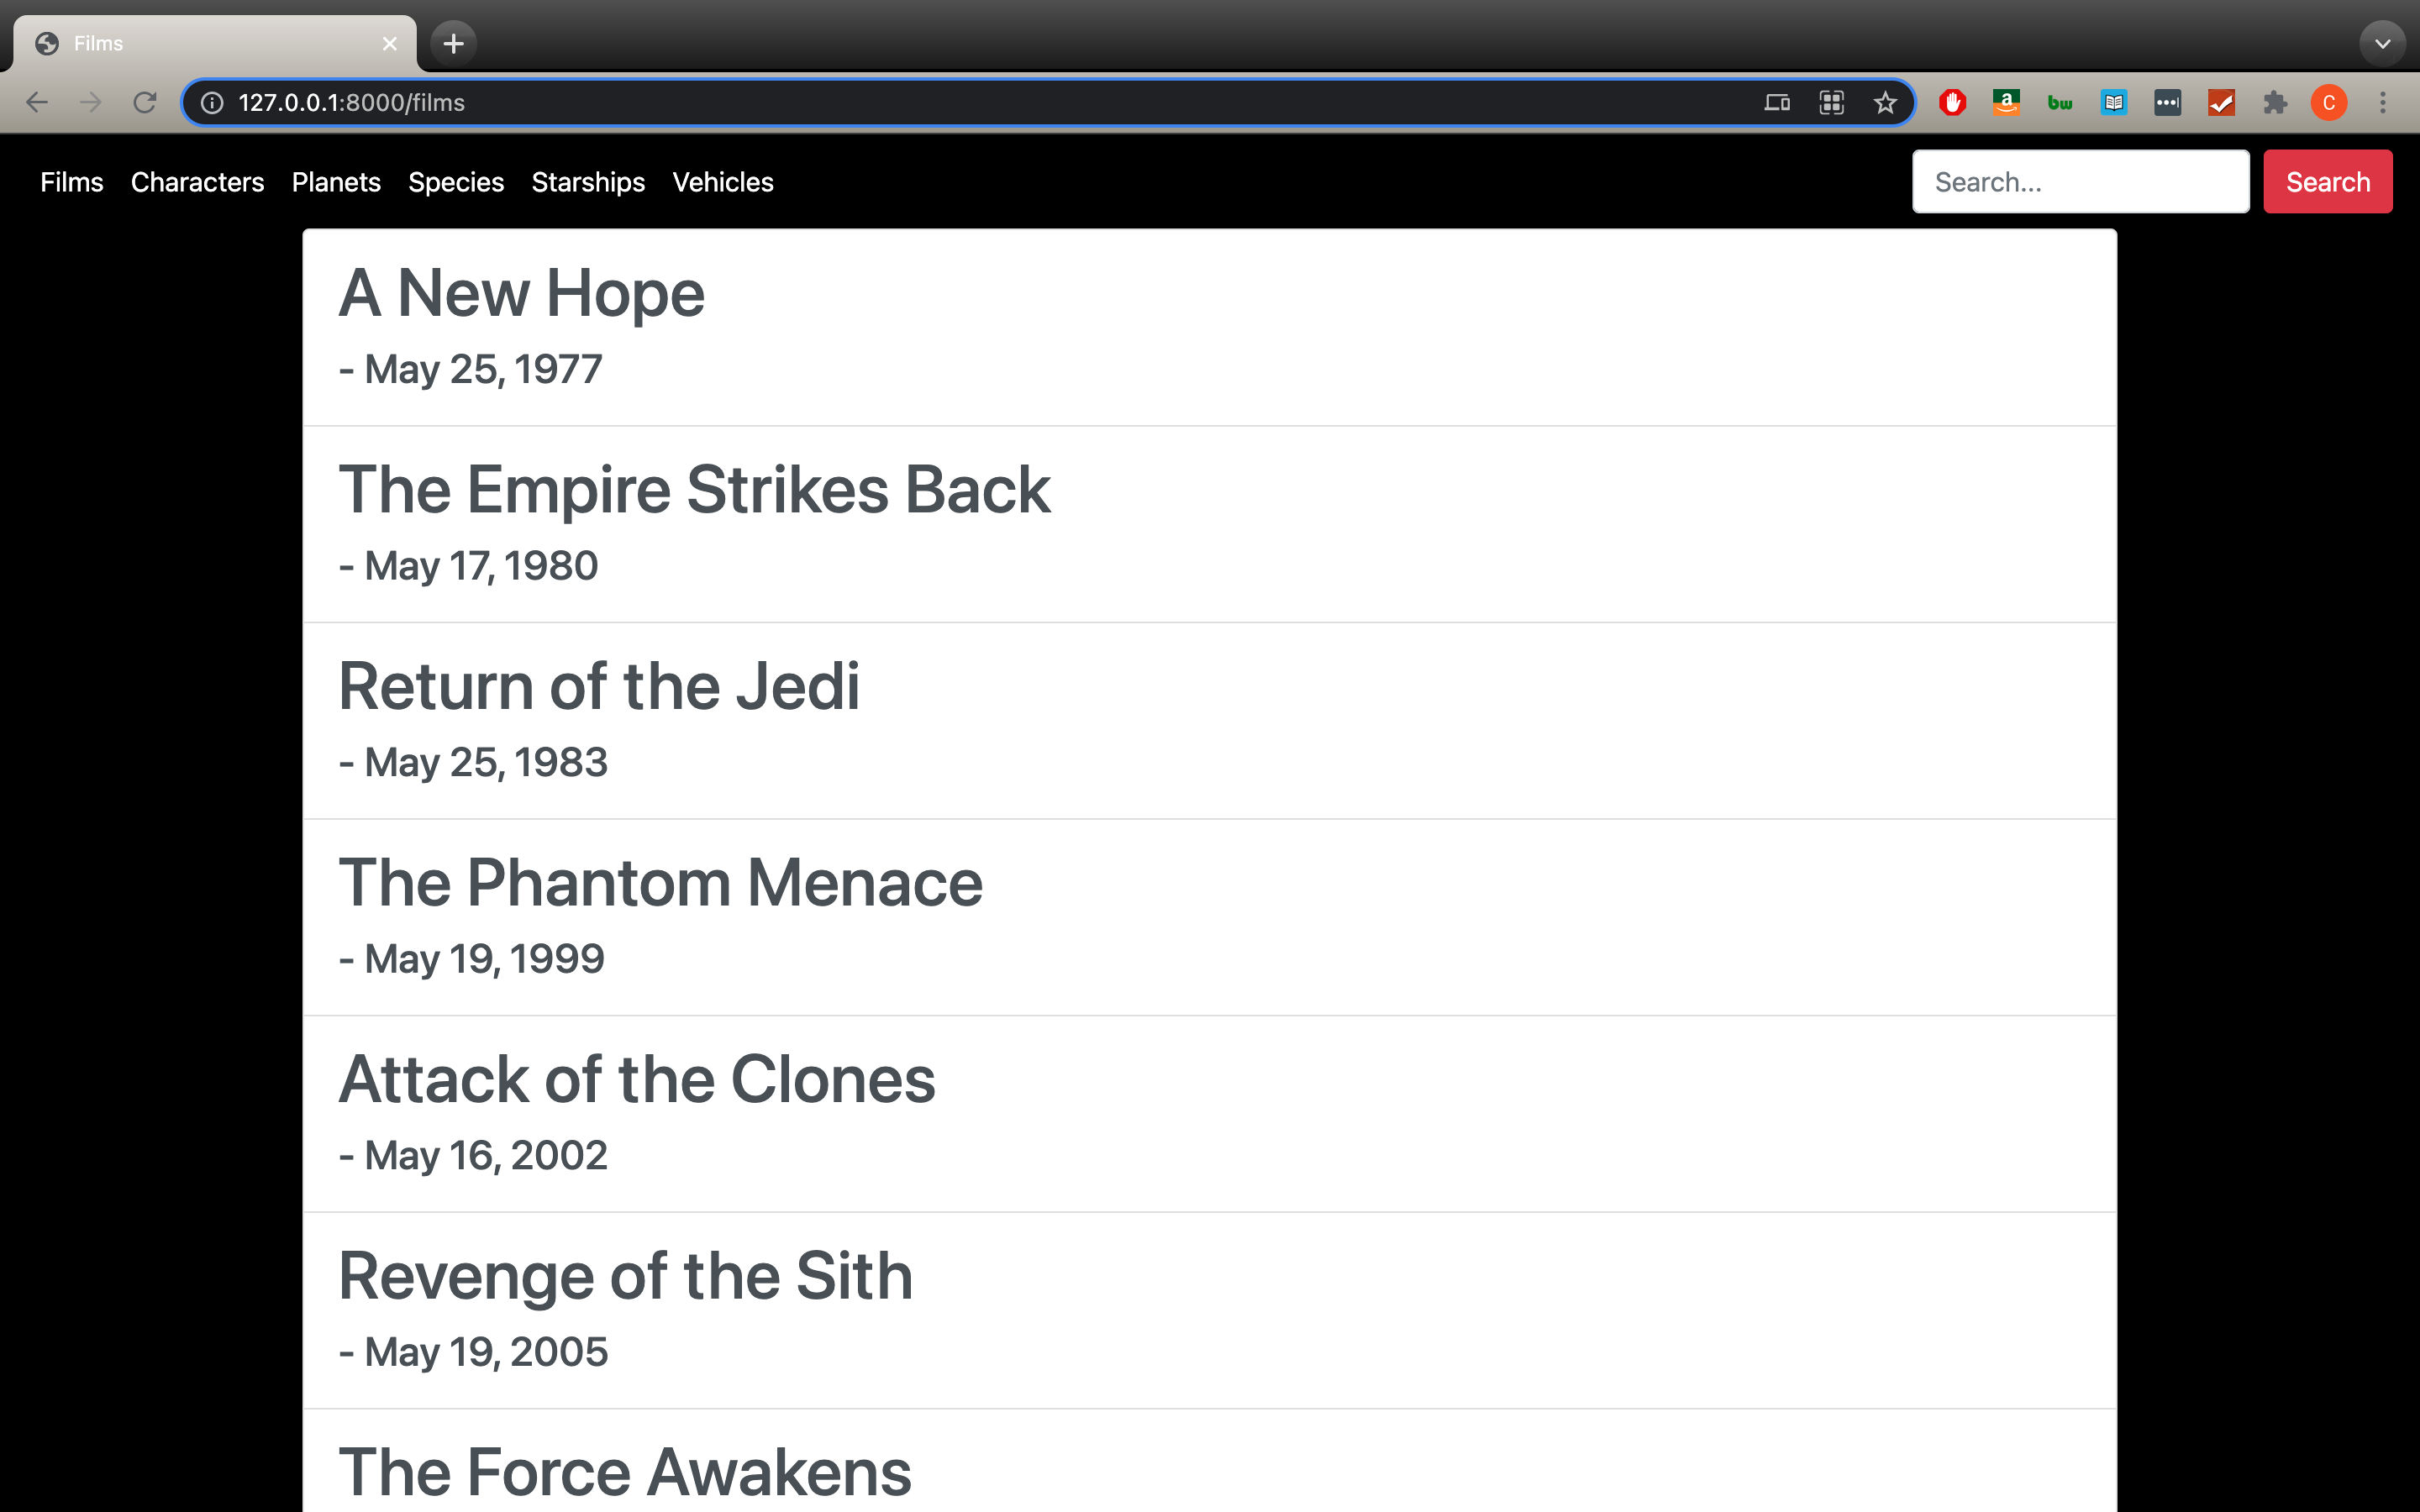 Films
127.0.0.1:8000/films
a
bw
C
Films Characters Planets Species Starships Vehicles Search... Search
A New Hope
- May 25, 1977
The Empire Strikes Back
- May 17, 1980
Return of the Jedi
- May 25, 1983
The Phantom Menace
- May 19, 1999
Attack of the Clones
- May 16, 2002
Revenge of the Sith
- May 19, 2005
The Force Awakens